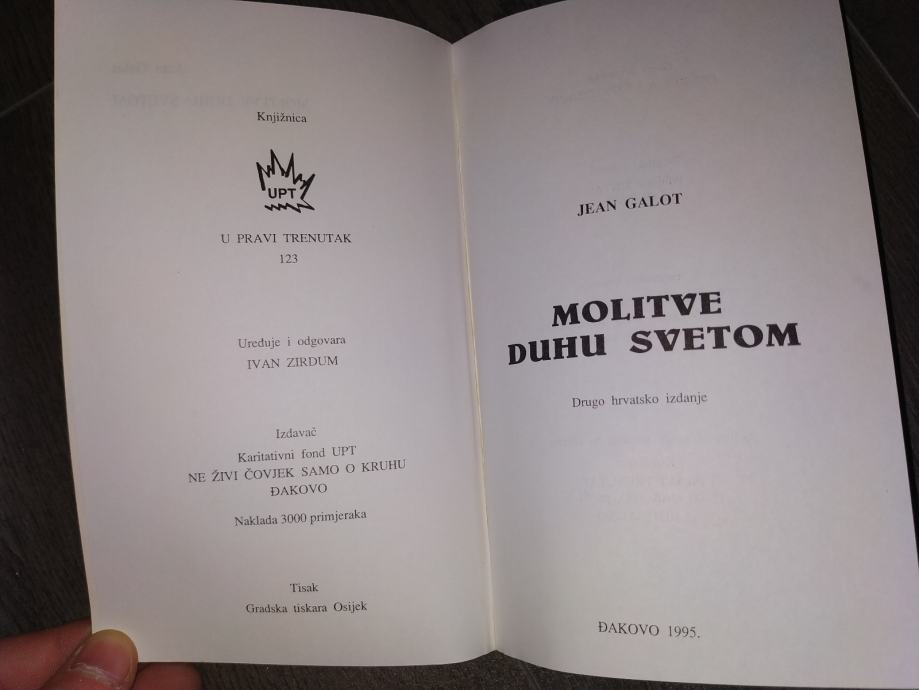 Knjižnica
UPT
U PRAVI TRENUTAK
123
Uređuje i odgovara
IVAN ZIRDUM
Izdavač
Karitativni fond UPT
NE ŽIVI ČOVJEK SAMO O KRUHU
ĐAKOVO
Naklada 3000 primjeraka
Tisak
Gradska tiskara Osijek
JEAN GALOT
MOLITVE
DUHU SVETOM
Drugo hrvatsko izdanje
ĐAKOVO 1995.